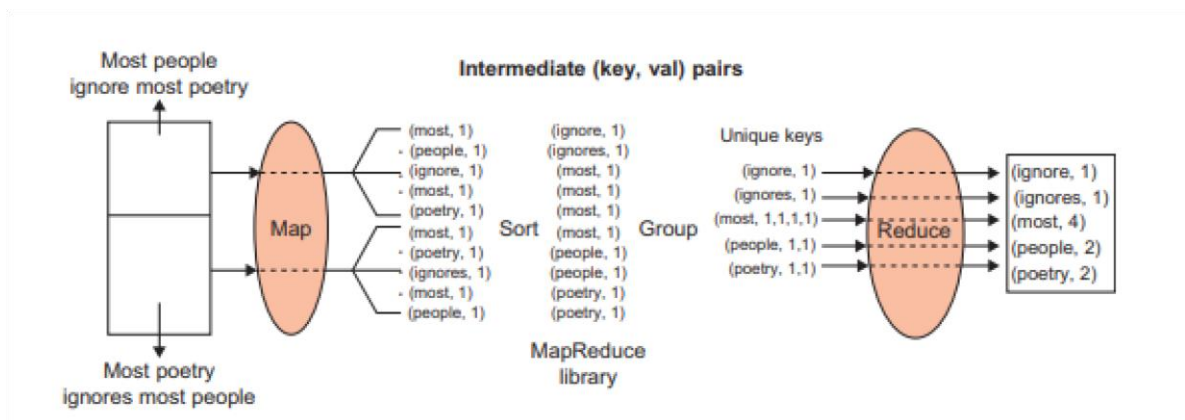 Most people
ignore most poetry
Intermediate (key, val) pairs
Map
(most, 1)
(people, 1)
(ignore, 1)
(most, 1)
(poetry, 1)
(most, 1)
(poetry, 1)
(ignores, 1)
(most, 1)
(people, 1)
Sort
(ignore, 1)
(ignores, 1)
(most, 1)
(most, 1)
(most, 1)
(most, 1)
(people, 1)
(people, 1)
(poetry, 1)
(poetry, 1)
Group
Unique keys
(ignore, 1)
(ignores, 1)
(most, 1,1,1,1)
(people, 1,1)
(poetry, 1,1)
Reduce
(ignore, 1)
(ignores, 1)
(most, 4)
(people, 2)
(poetry, 2)
MapReduce
library
Most poetry
ignores most people